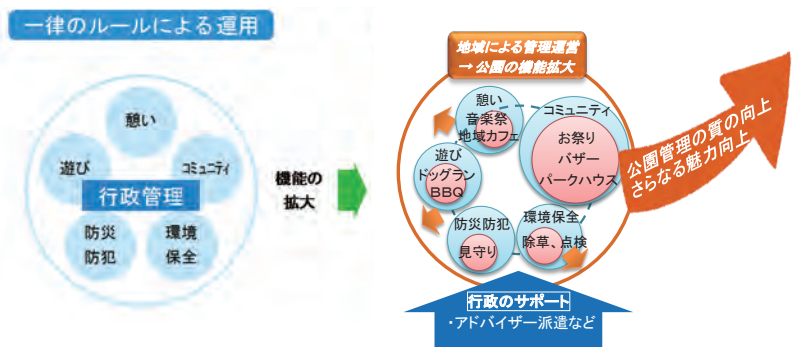 一律のルールによる運用
憩い
遊び
コミュニティ
行政管理
防災
防犯
環境
保全
機能の
拡大
地域による管理運営
→ 公園の機能拡大
憩い
音楽祭
地域カフェ
コミュニティ
お祭り
バザー
パークハウス
遊び
ドッグラン
BBQ
防災防犯
見守り
環境保全
除草、点検
公園管理の質の向上
さらなる魅力向上
行政のサポート
・アドバイザー派遣など